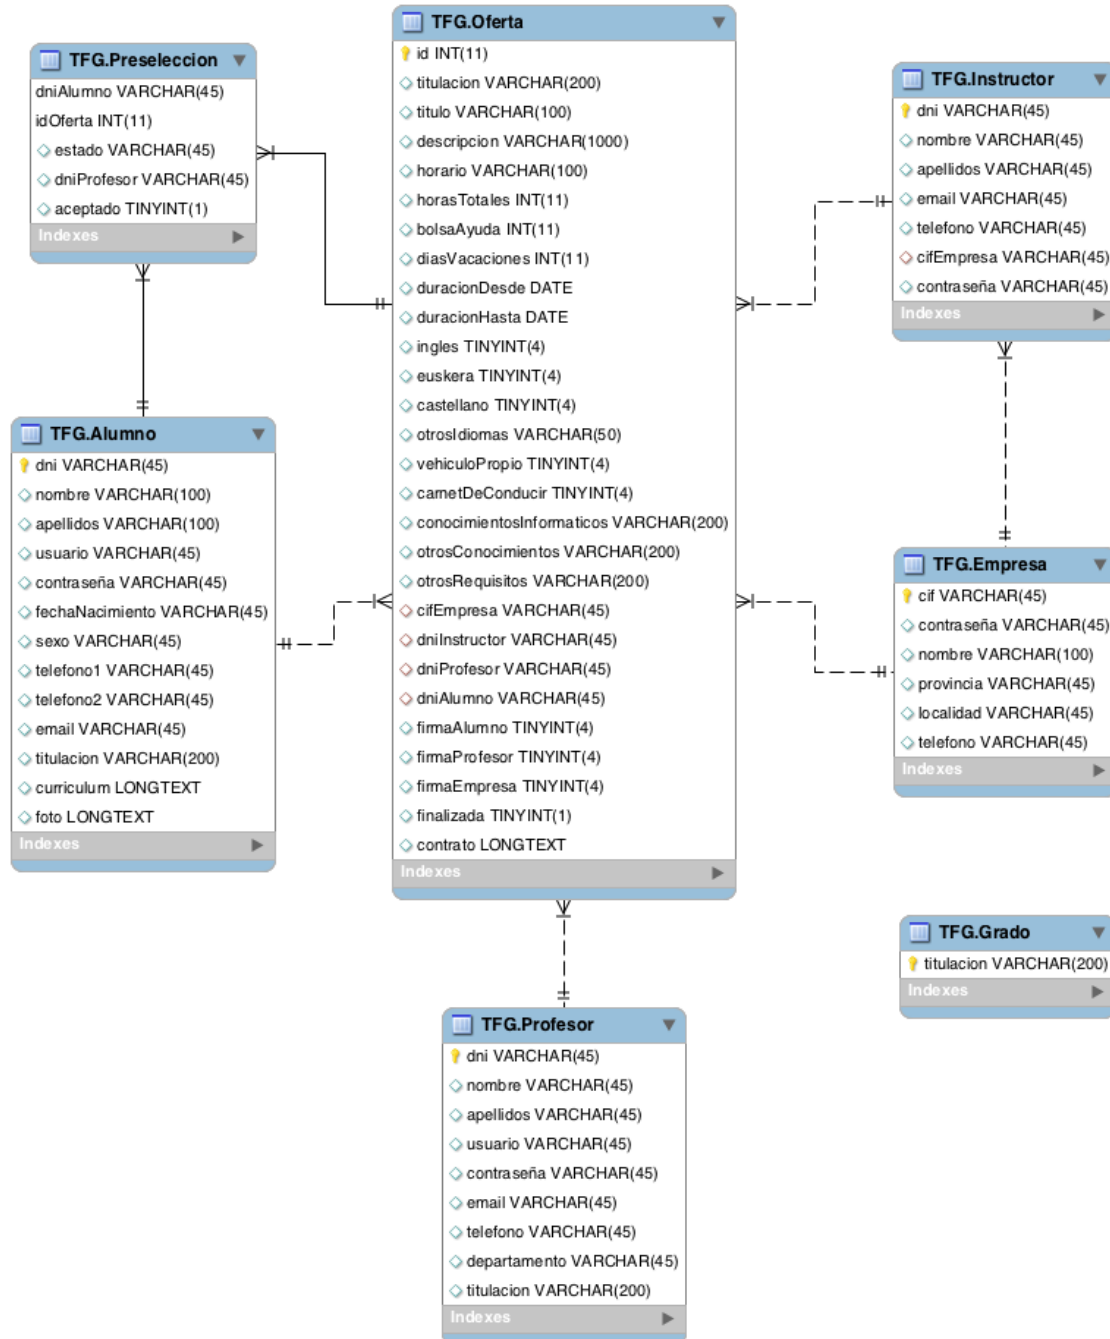 TFG.Preseleccion
dniAlumno VARCHAR(45)
idOferta INT(11)
estado VARCHAR(45)
dniProfesor VARCHAR(45)
aceptado TINYINT(1)
Indexes
TFG.Oferta
id INT(11)
titulacion VARCHAR(200)
titulo VARCHAR(100)
descripcion VARCHAR(1000)
horario VARCHAR(100)
horasTotales INT(11)
bolsaAyuda INT(11)
diasVacaciones INT(11)
duracionDesde DATE
duracionHasta DATE
ingles TINYINT(4)
euskera TINYINT(4)
castellano TINYINT(4)
otrosIdiomas VARCHAR(50)
vehiculoPropio TINYINT(4)
carnetDeConducir TINYINT(4)
conocimientosInformaticos VARCHAR(200)
otrosConocimientos VARCHAR(200)
otrosRequisitos VARCHAR(200)
cifEmpresa VARCHAR(45)
dniInstructor VARCHAR(45)
dniProfesor VARCHAR(45)
dniAlumno VARCHAR(45)
firmaAlumno TINYINT(4)
firmaProfesor TINYINT(4)
firmaEmpresa TINYINT(4)
finalizada TINYINT(1)
contrato LONGTEXT
Indexes
TFG.Instructor
dni VARCHAR(45)
nombre VARCHAR(45)
apellidos VARCHAR(45)
email VARCHAR(45)
telefono VARCHAR(45)
cifEmpresa VARCHAR(45)
contraseña VARCHAR(45)
Indexes
TFG.Alumno
dni VARCHAR(45)
nombre VARCHAR(100)
apellidos VARCHAR(100)
usuario VARCHAR(45)
contraseña VARCHAR(45)
fechaNacimiento VARCHAR(45)
sexo VARCHAR(45)
telefono1 VARCHAR(45)
telefono2 VARCHAR(45)
email VARCHAR(45)
titulacion VARCHAR(200)
curriculum LONGTEXT
foto LONGTEXT
Indexes
TFG.Empresa
cif VARCHAR(45)
contraseña VARCHAR(45)
nombre VARCHAR(100)
provincia VARCHAR(45)
localidad VARCHAR(45)
telefono VARCHAR(45)
Indexes
TFG.Grado
titulacion VARCHAR(200)
Indexes
TFG.Profesor
dni VARCHAR(45)
nombre VARCHAR(45)
apellidos VARCHAR(45)
usuario VARCHAR(45)
contraseña VARCHAR(45)
email VARCHAR(45)
telefono VARCHAR(45)
departamento VARCHAR(45)
titulacion VARCHAR(200)
Indexes